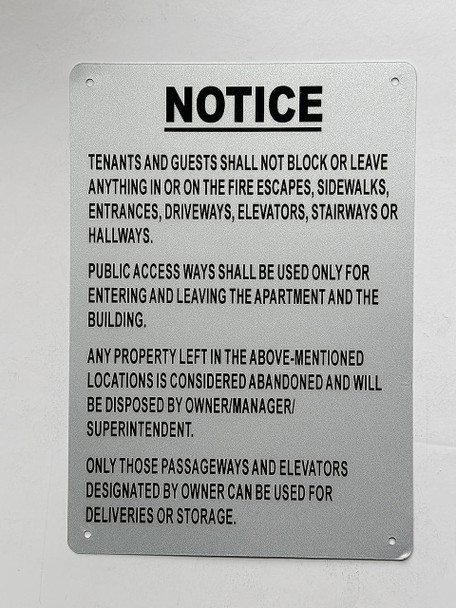 NOTICE
TENANTS AND GUESTS SHALL NOT BLOCK OR LEAVE
ANYTHING IN OR ON THE FIRE ESCAPES, SIDEWALKS,
ENTRANCES, DRIVEWAYS, ELEVATORS, STAIRWAYS OR
HALLWAYS.
PUBLIC ACCESS WAYS SHALL BE USED ONLY FOR
ENTERING AND LEAVING THE APARTMENT AND THE
BUILDING.
ANY PROPERTY LEFT IN THE ABOVE-MENTIONED
LOCATIONS IS CONSIDERED ABANDONED AND WILL
BE DISPOSED BY OWNER/MANAGER/
SUPERINTENDENT.
ONLY THOSE PASSAGEWAYS AND ELEVATORS
DESIGNATED BY OWNER CAN BE USED FOR
DELIVERIES OR STORAGE.